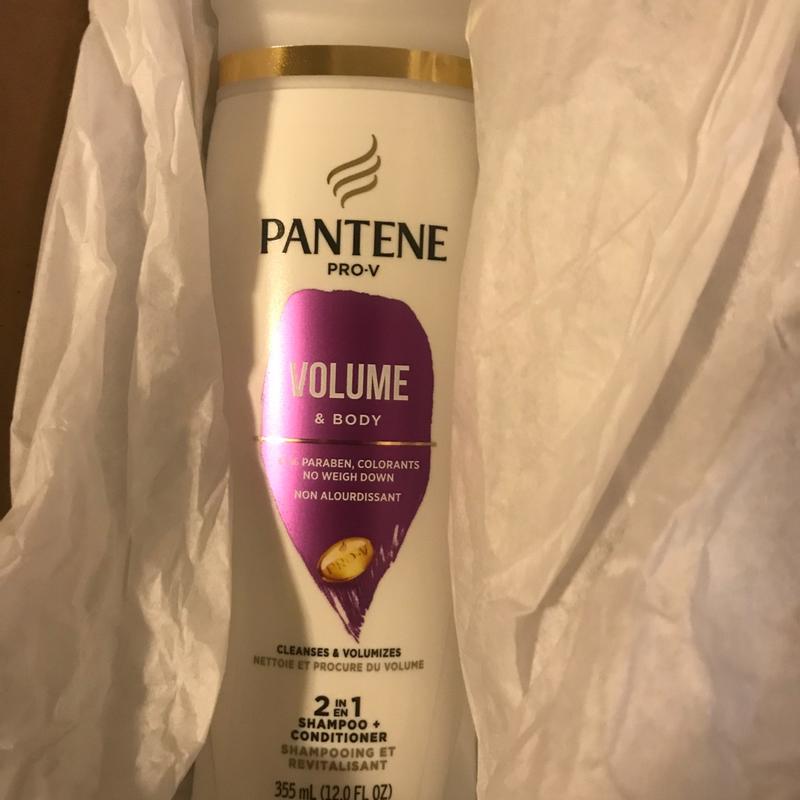 PANTENE
PRO-V
VOLUME
& BODY
PARABEN, COLORANTS
NO WEIGH DOWN
NON ALOURDISSANT
PRO-V
CLEANSES & VOLUMIZES
NETTOIE ET PROCURE DU VOLUME
2 IN EN 1
SHAMPOO +
CONDITIONER
SHAMPOOING ET
REVITALISANT
355 mL (12.0 FL OZ)